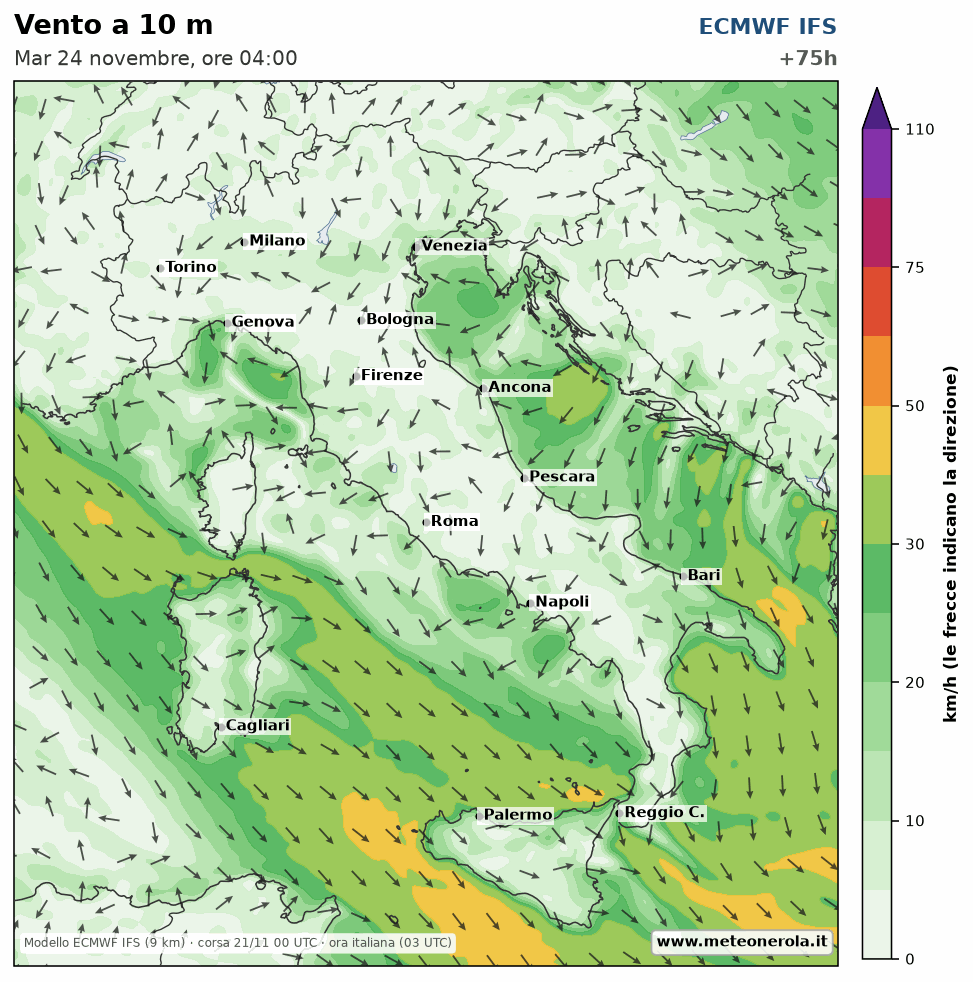 Vento a 10 m
ECMWF IFS
Mar 24 novembre, ore 04:00
+75h
Milano
Venezia
Torino
Genova
Bologna
Firenze
Ancona
Pescara
Roma
Bari
Napoli
Cagliari
Palermo
Reggio C.
110
75
50
30
20
10
0
km/h (le frecce indicano la direzione)
Modello ECMWF IFS (9 km) · corsa 21/11 00 UTC · ora italiana (03 UTC)
www.meteonerola.it